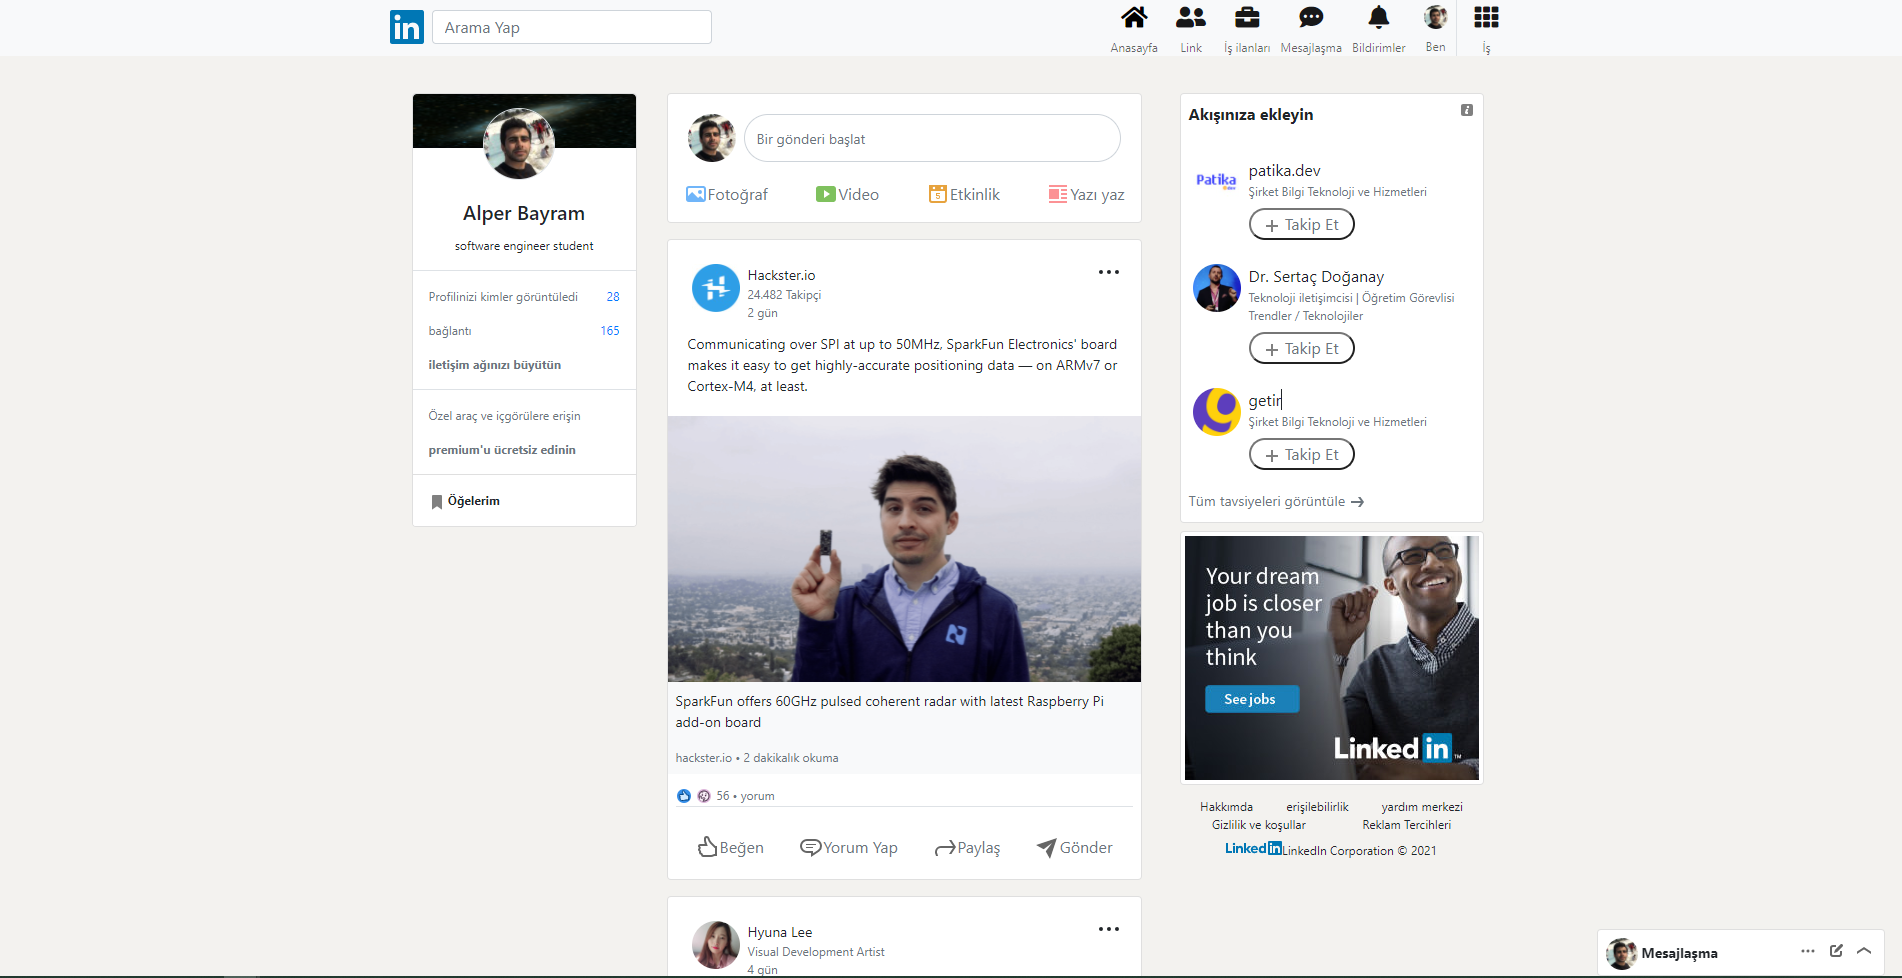 in
Arama Yap
Anasayfa
Link
İş ilanları
Mesajlaşma
Bildirimler
Ben
İş
Alper Bayram
software engineer student
Profilinizi kimler görüntüledi 28
bağlantı 165
iletişim ağınızı büyütün
Özel araç ve içgörülere erişin
premium'u ücretsiz edinin
Öğelerim
Bir gönderi başlat
Fotoğraf
Video
5
Etkinlik
Yazı yaz
Hackster.io
24.482 Takipçi
2 gün
Communicating over SPI at up to 50MHz, SparkFun Electronics' board
makes it easy to get highly-accurate positioning data — on ARMv7 or
Cortex-M4, at least.
SparkFun offers 60GHz pulsed coherent radar with latest Raspberry Pi
add-on board
hackster.io • 2 dakikalık okuma
56 • yorum
Beğen
Yorum Yap
Paylaş
Gönder
Hyuna Lee
Visual Development Artist
4 gün
Akışınıza ekleyin
Patika
dev
patika.dev
Şirket Bilgi Teknoloji ve Hizmetleri
+ Takip Et
Dr. Sertaç Doğanay
Teknoloji iletişimcisi | Öğretim Görevlisi
Trendler / Teknolojiler
+ Takip Et
getir
Şirket Bilgi Teknoloji ve Hizmetleri
+ Takip Et
Tüm tavsiyeleri görüntüle →
Your dream
job is closer
than you
think
See jobs
Linked in ™
Hakkımda erişilebilirlik yardım merkezi
Gizlilik ve koşullar Reklam Tercihleri
Linked in LinkedIn Corporation © 2021
Mesajlaşma